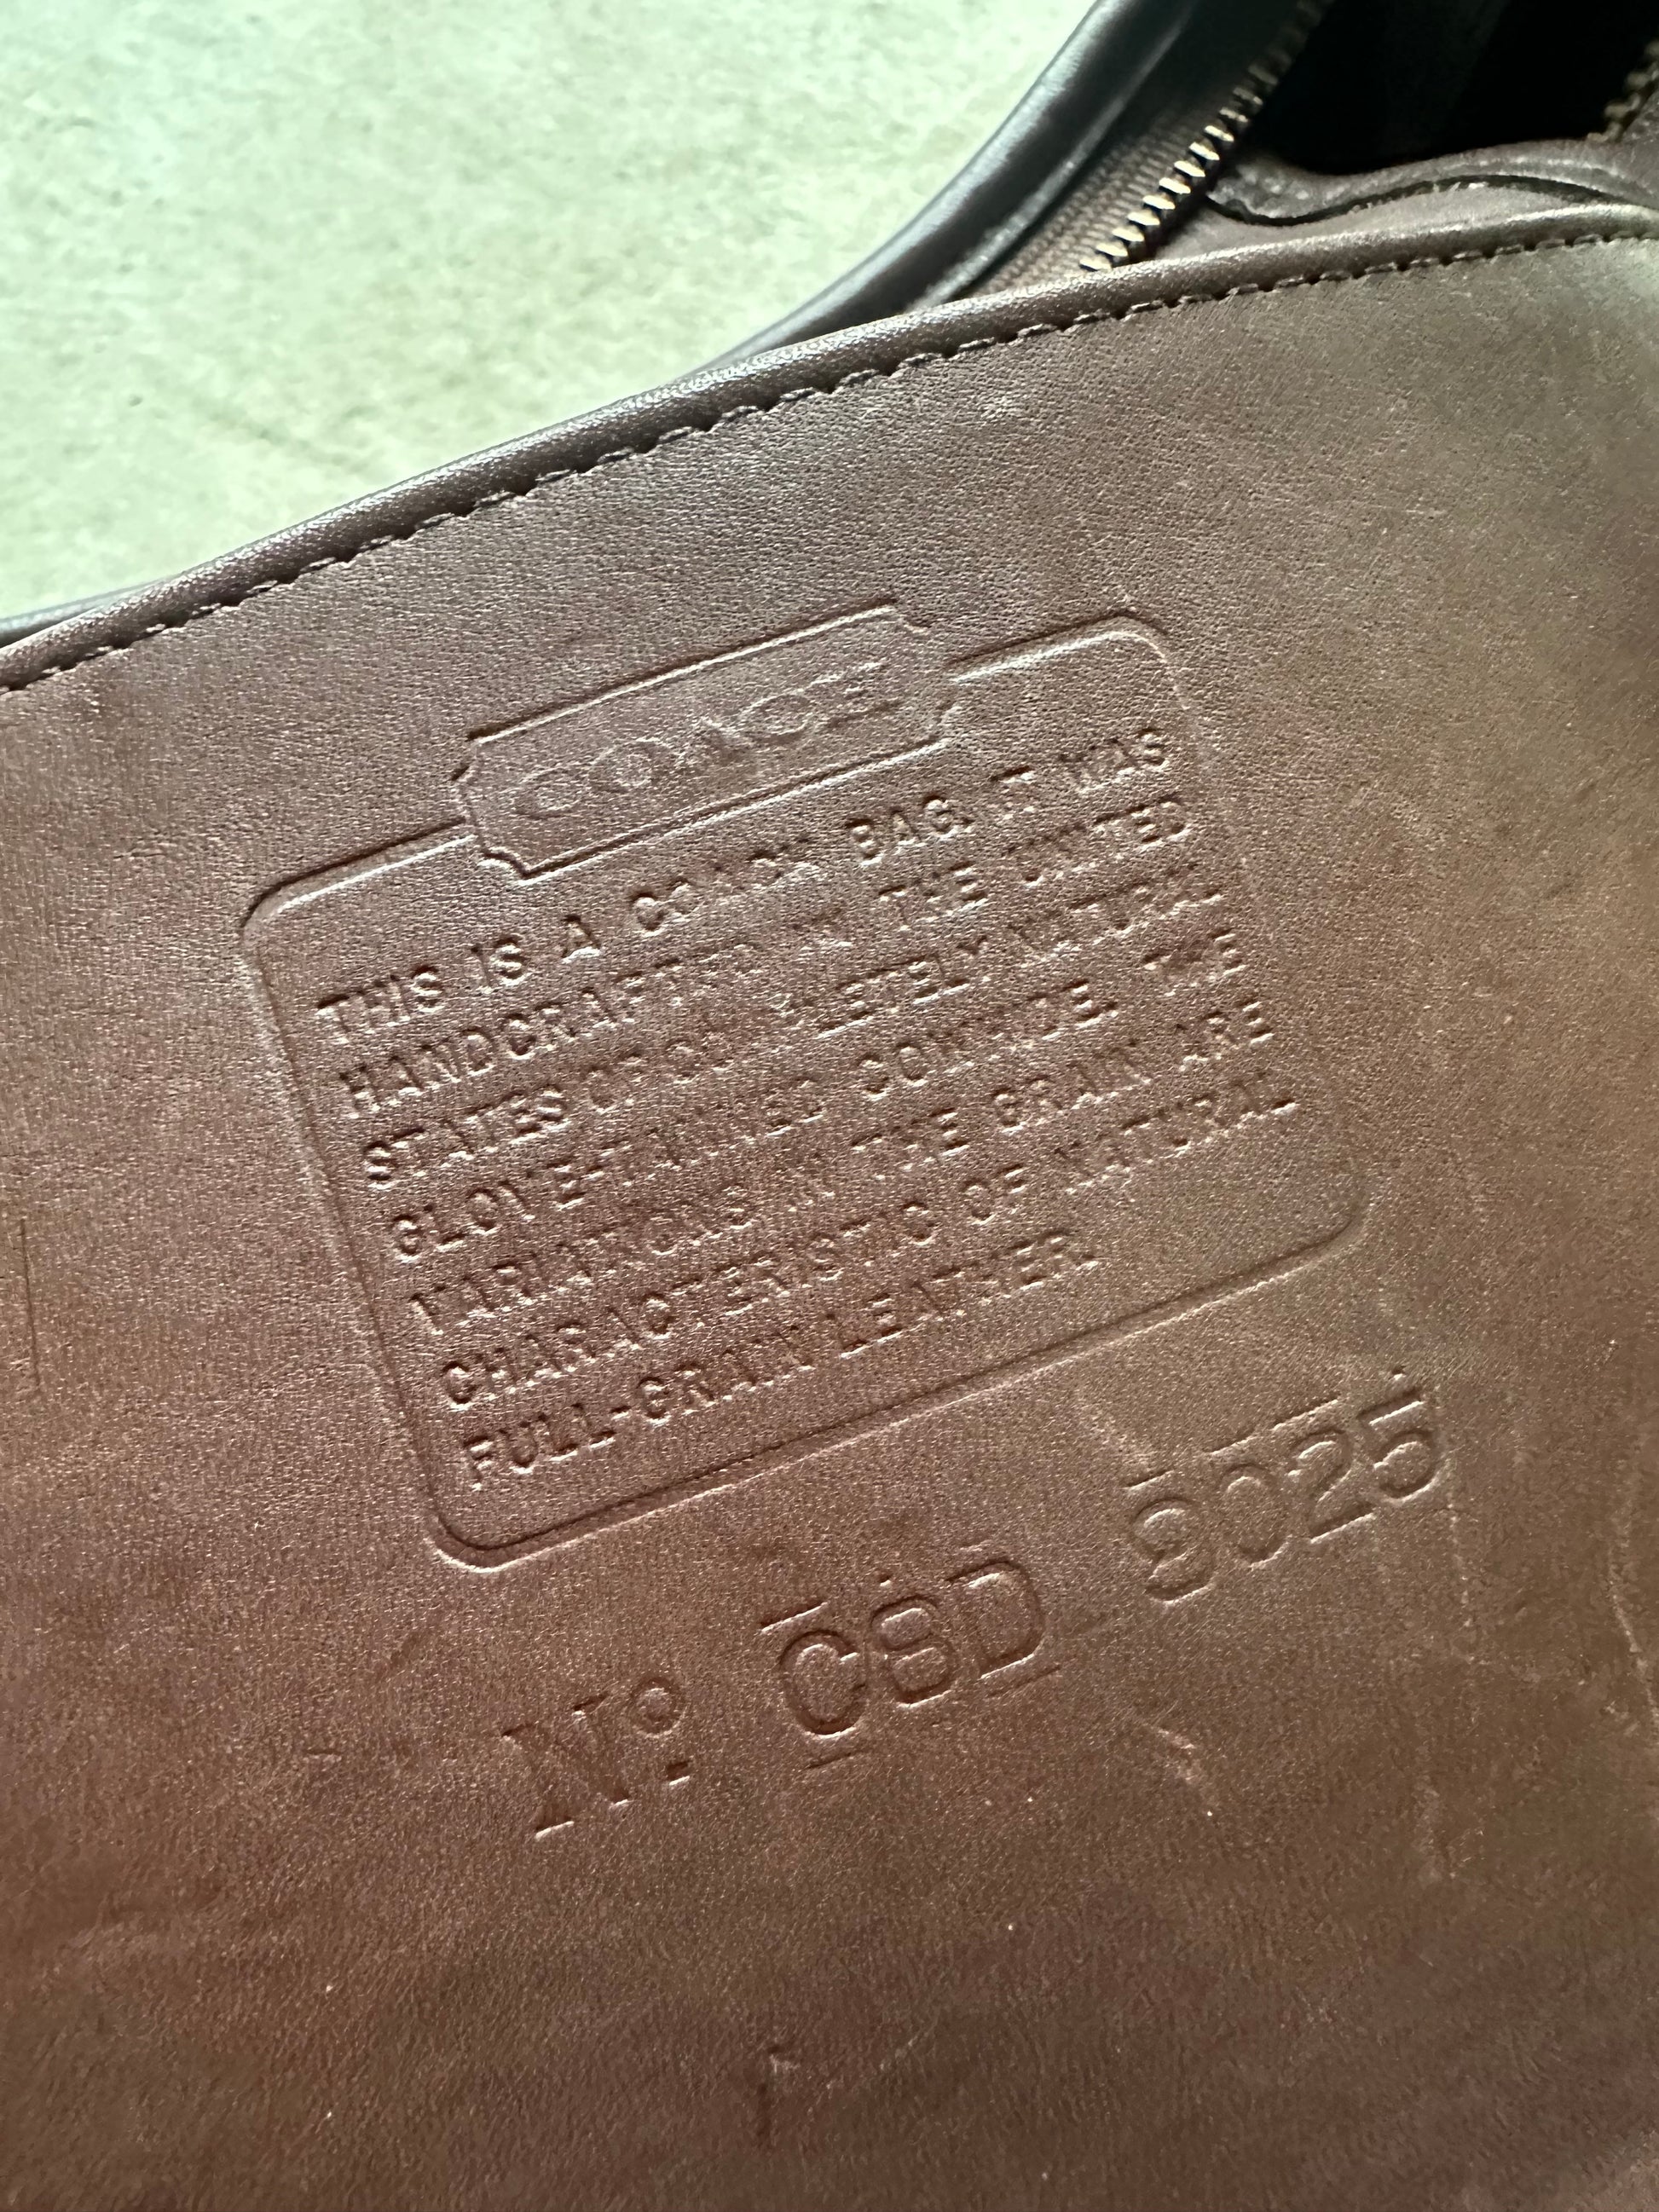 COACH
THIS IS A COACH BAG. IT WAS
HANDCRAFTED IN THE UNITED
STATES OF COMPLETELY NATURAL
GLOVE-TANNED COWHIDE. THE
VARIATIONS IN THE GRAIN ARE
CHARACTERISTIC OF NATURAL
FULL-GRAIN LEATHER.
Nº C8D 9025